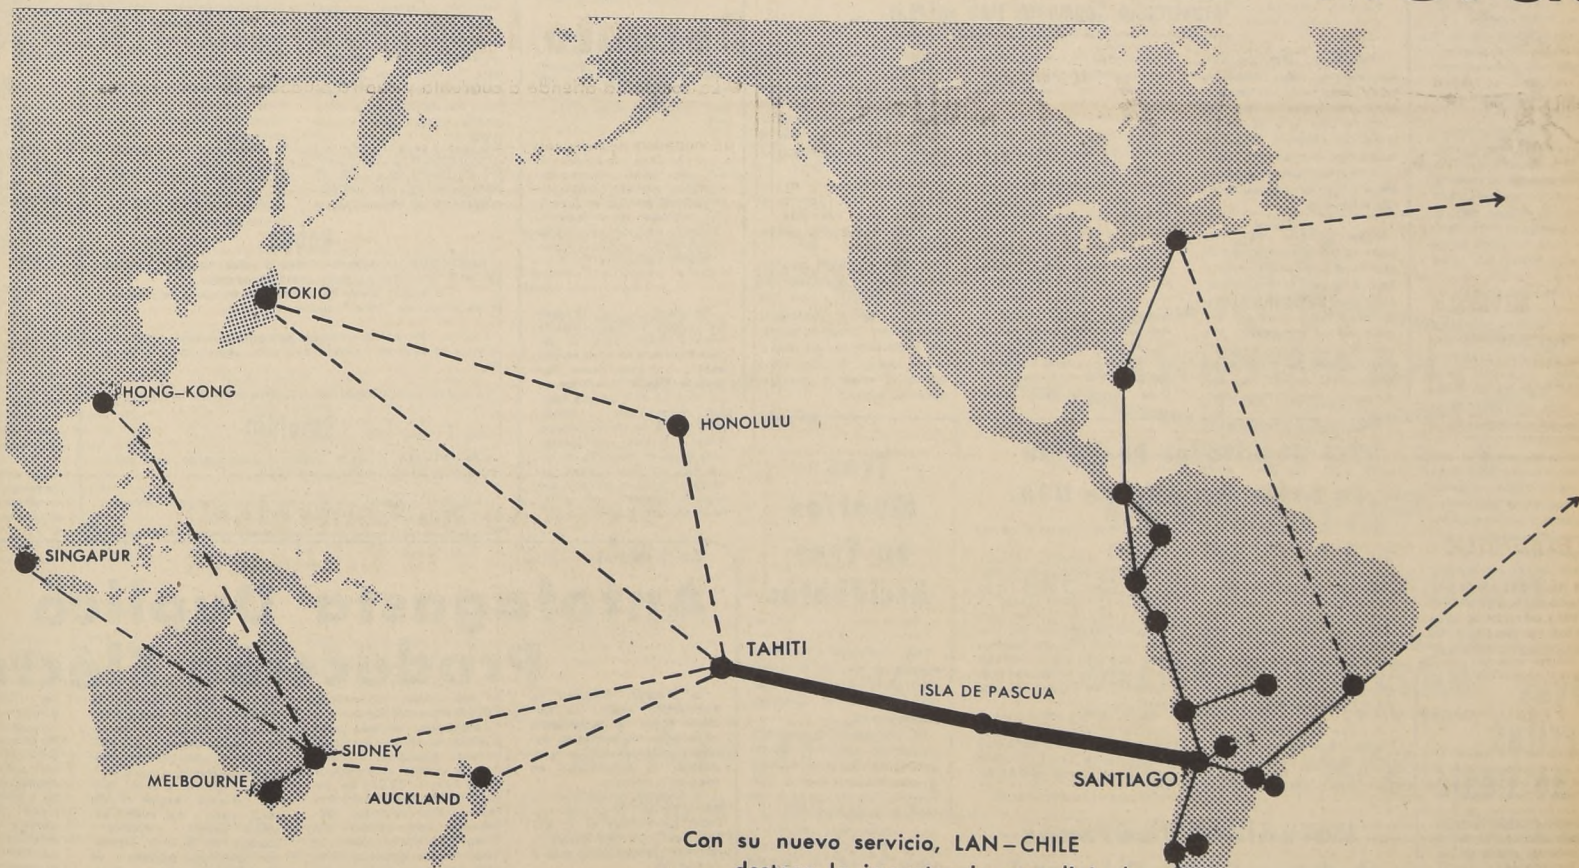 TOKIO
HONG–KONG
HONOLULU
SINGAPUR
TAHITI
ISLA DE PASCUA
SIDNEY
MELBOURNE
AUCKLAND
SANTIAGO
Con su nuevo servicio, LAN–CHILE